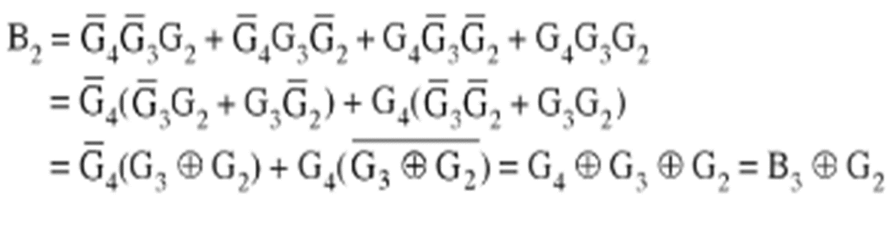 B₂ = G̅₄G̅₃G₂ + G̅₄G₃G̅₂ + G₄G̅₃G̅₂ + G₄G₃G₂
= G̅₄(G̅₃G₂ + G₃G̅₂) + G₄(G̅₃G̅₂ + G₃G₂)
= G̅₄(G₃ ⊕ G₂) + G₄(\overline{G₃ ⊕ G₂}) = G₄ ⊕ G₃ ⊕ G₂ = B₃ ⊕ G₂